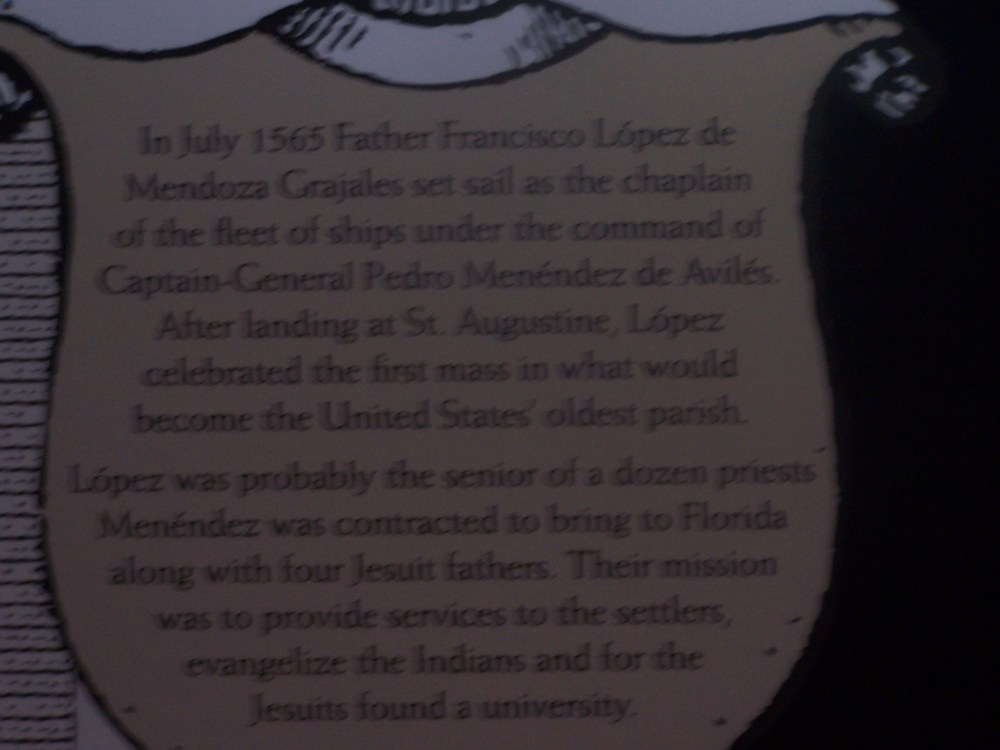 In July 1565 Father Francisco López de
Mendoza Grajales set sail as the chaplain
of the fleet of ships under the command of
Captain-General Pedro Menéndez de Avilés.
After landing at St. Augustine, López
celebrated the first mass in what would
become the United States' oldest parish.
López was probably the senior of a dozen priests
Menéndez was contracted to bring to Florida
along with four Jesuit fathers. Their mission
was to provide services to the settlers,
evangelize the Indians and for the
Jesuits found a university.